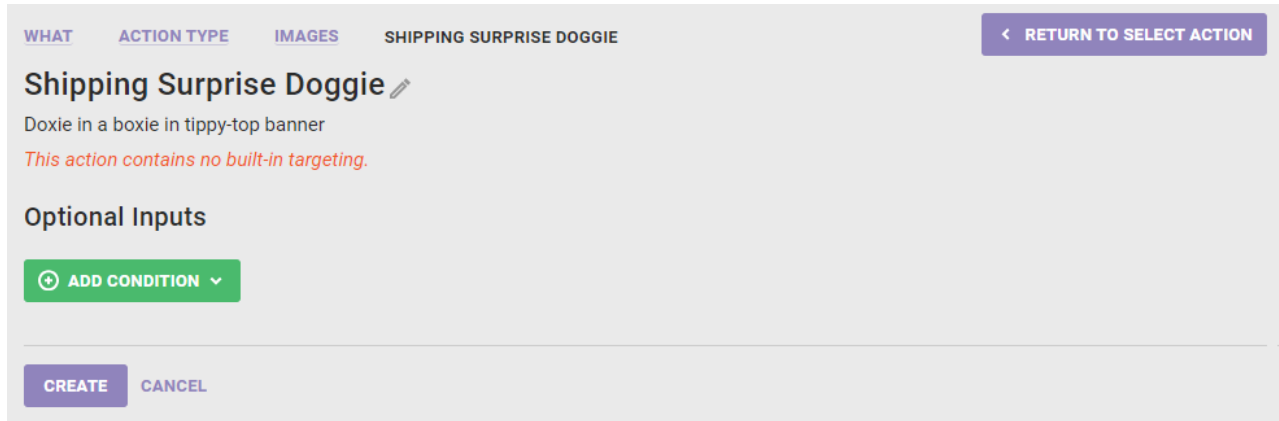 WHAT ACTION TYPE IMAGES SHIPPING SURPRISE DOGGIE
RETURN TO SELECT ACTION
Shipping Surprise Doggie
Doxie in a boxie in tippy-top banner
This action contains no built-in targeting.
Optional Inputs
ADD CONDITION
CREATE CANCEL